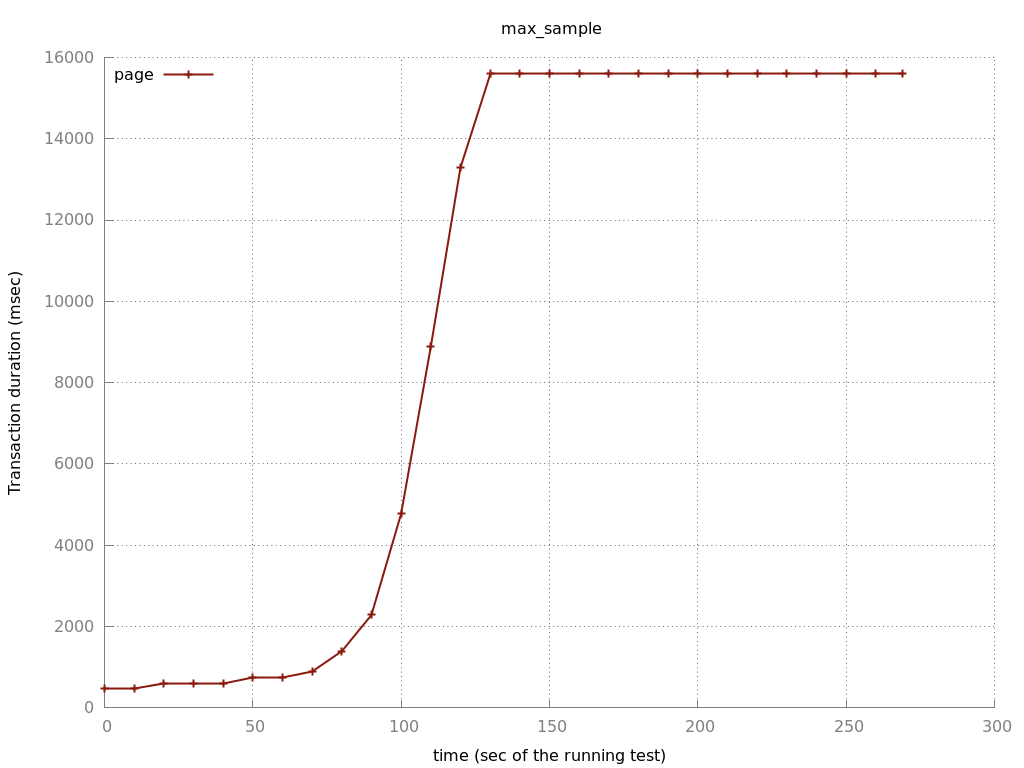 max_sample
page
16000
14000
12000
10000
8000
6000
4000
2000
0
0 50 100 150 200 250 300
time (sec of the running test)
Transaction duration (msec)